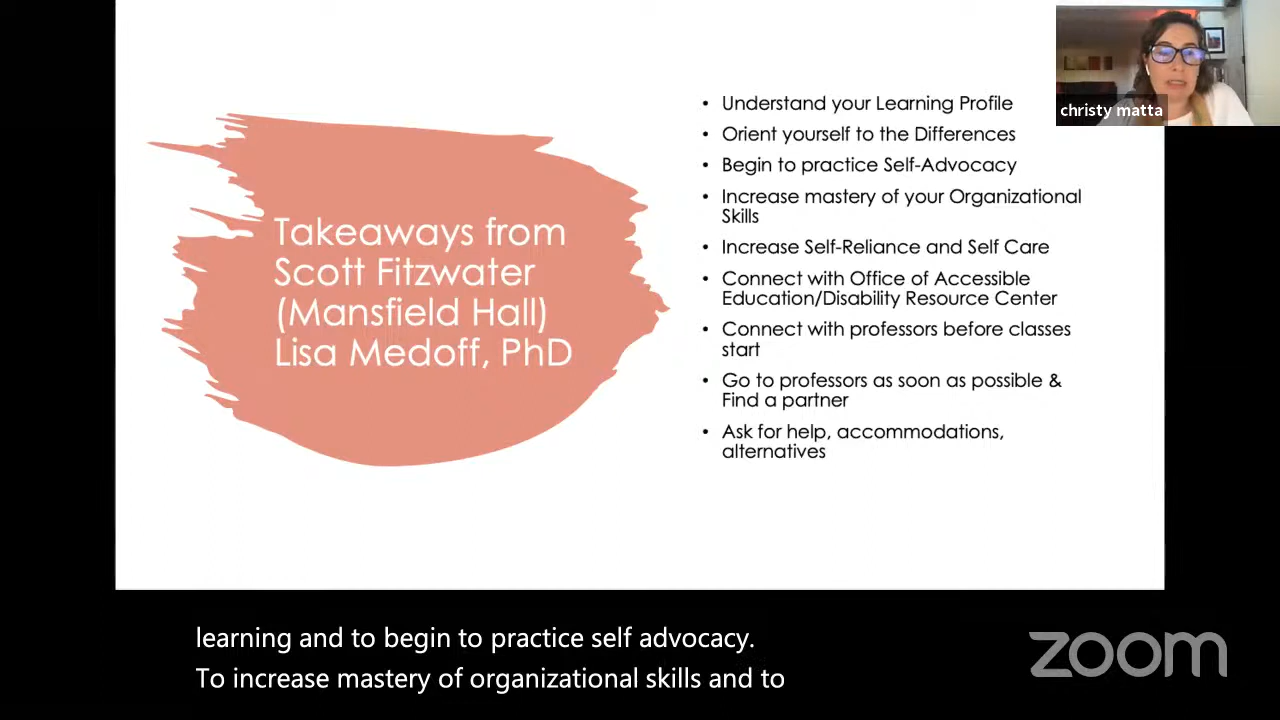 christy matta
Takeaways from
Scott Fitzwater
(Mansfield Hall)
Lisa Medoff, PhD
• Understand your Learning Profile
• Orient yourself to the Differences
• Begin to practice Self-Advocacy
• Increase mastery of your Organizational
Skills
• Increase Self-Reliance and Self Care
• Connect with Office of Accessible
Education/Disability Resource Center
• Connect with professors before classes
start
• Go to professors as soon as possible &
Find a partner
• Ask for help, accommodations,
alternatives
learning and to begin to practice self advocacy.
To increase mastery of organizational skills and to
zoom